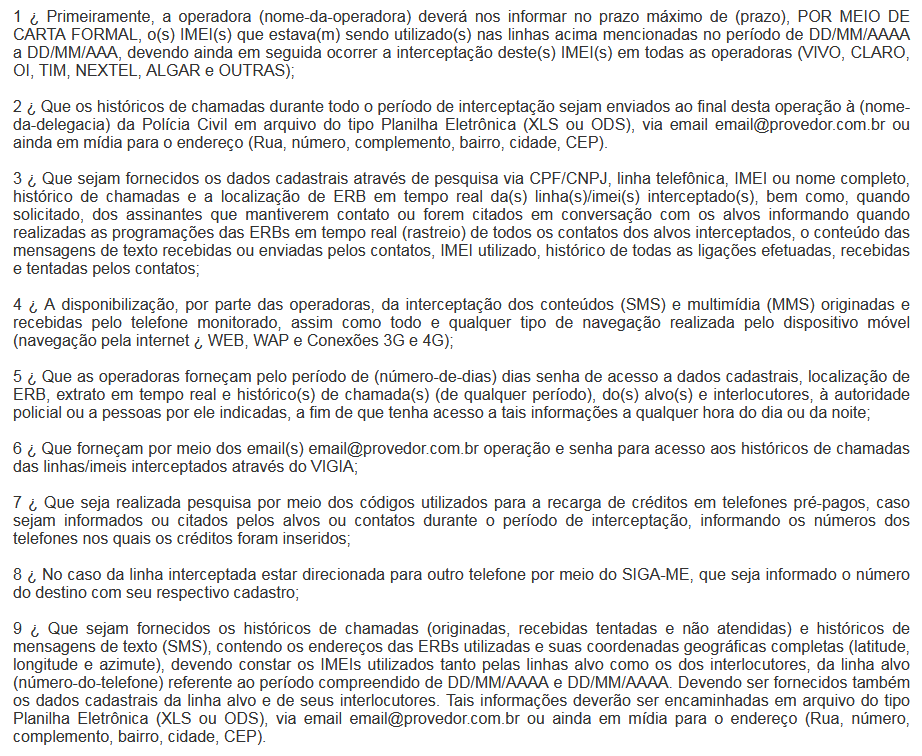 1 ¿ Primeiramente, a operadora (nome-da-operadora) deverá nos informar no prazo máximo de (prazo), POR MEIO DE
CARTA FORMAL, o(s) IMEI(s) que estava(m) sendo utilizado(s) nas linhas acima mencionadas no período de DD/MM/AAAA
a DD/MM/AAA, devendo ainda em seguida ocorrer a interceptação deste(s) IMEI(s) em todas as operadoras (VIVO, CLARO,
OI, TIM, NEXTEL, ALGAR e OUTRAS);
2 ¿ Que os históricos de chamadas durante todo o período de interceptação sejam enviados ao final desta operação à (nome-
da-delegacia) da Polícia Civil em arquivo do tipo Planilha Eletrônica (XLS ou ODS), via email email@provedor.com.br ou
ainda em mídia para o endereço (Rua, número, complemento, bairro, cidade, CEP).
3 ¿ Que sejam fornecidos os dados cadastrais através de pesquisa via CPF/CNPJ, linha telefônica, IMEI ou nome completo,
histórico de chamadas e a localização de ERB em tempo real da(s) linha(s)/imei(s) interceptado(s), bem como, quando
solicitado, dos assinantes que mantiverem contato ou forem citados em conversação com os alvos informando quando
realizadas as programações das ERBs em tempo real (rastreio) de todos os contatos dos alvos interceptados, o conteúdo das
mensagens de texto recebidas ou enviadas pelos contatos, IMEI utilizado, histórico de todas as ligações efetuadas, recebidas
e tentadas pelos contatos;
4 ¿ A disponibilização, por parte das operadoras, da interceptação dos conteúdos (SMS) e multimídia (MMS) originadas e
recebidas pelo telefone monitorado, assim como todo e qualquer tipo de navegação realizada pelo dispositivo móvel
(navegação pela internet ¿ WEB, WAP e Conexões 3G e 4G);
5 ¿ Que as operadoras forneçam pelo período de (número-de-dias) dias senha de acesso a dados cadastrais, localização de
ERB, extrato em tempo real e histórico(s) de chamada(s) (de qualquer período), do(s) alvo(s) e interlocutores, à autoridade
policial ou a pessoas por ele indicadas, a fim de que tenha acesso a tais informações a qualquer hora do dia ou da noite;
6 ¿ Que forneçam por meio dos email(s) email@provedor.com.br operação e senha para acesso aos históricos de chamadas
das linhas/imeis interceptados através do VIGIA;
7 ¿ Que seja realizada pesquisa por meio dos códigos utilizados para a recarga de créditos em telefones pré-pagos, caso
sejam informados ou citados pelos alvos ou contatos durante o período de interceptação, informando os números dos
telefones nos quais os créditos foram inseridos;
8 ¿ No caso da linha interceptada estar direcionada para outro telefone por meio do SIGA-ME, que seja informado o número
do destino com seu respectivo cadastro;
9 ¿ Que sejam fornecidos os históricos de chamadas (originadas, recebidas tentadas e não atendidas) e históricos de
mensagens de texto (SMS), contendo os endereços das ERBs utilizadas e suas coordenadas geográficas completas (latitude,
longitude e azimute), devendo constar os IMEIs utilizados tanto pelas linhas alvo como os dos interlocutores, da linha alvo
(número-do-telefone) referente ao período compreendido de DD/MM/AAAA e DD/MM/AAAA. Devendo ser fornecidos também
os dados cadastrais da linha alvo e de seus interlocutores. Tais informações deverão ser encaminhadas em arquivo do tipo
Planilha Eletrônica (XLS ou ODS), via email email@provedor.com.br ou ainda em mídia para o endereço (Rua, número,
complemento, bairro, cidade, CEP).